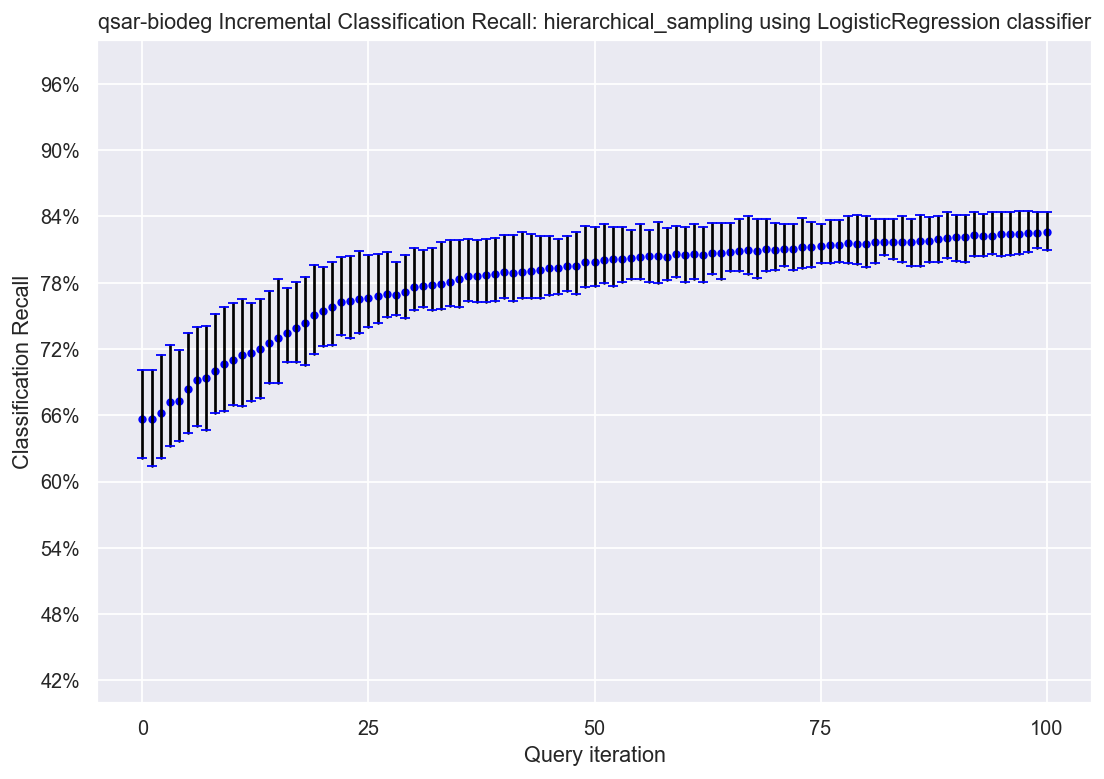 qsar-biodeg Incremental Classification Recall: hierarchical_sampling using LogisticRegression classifier
96%
90%
84%
78%
72%
66%
60%
54%
48%
42%
Classification Recall
0 25 50 75 100
Query iteration